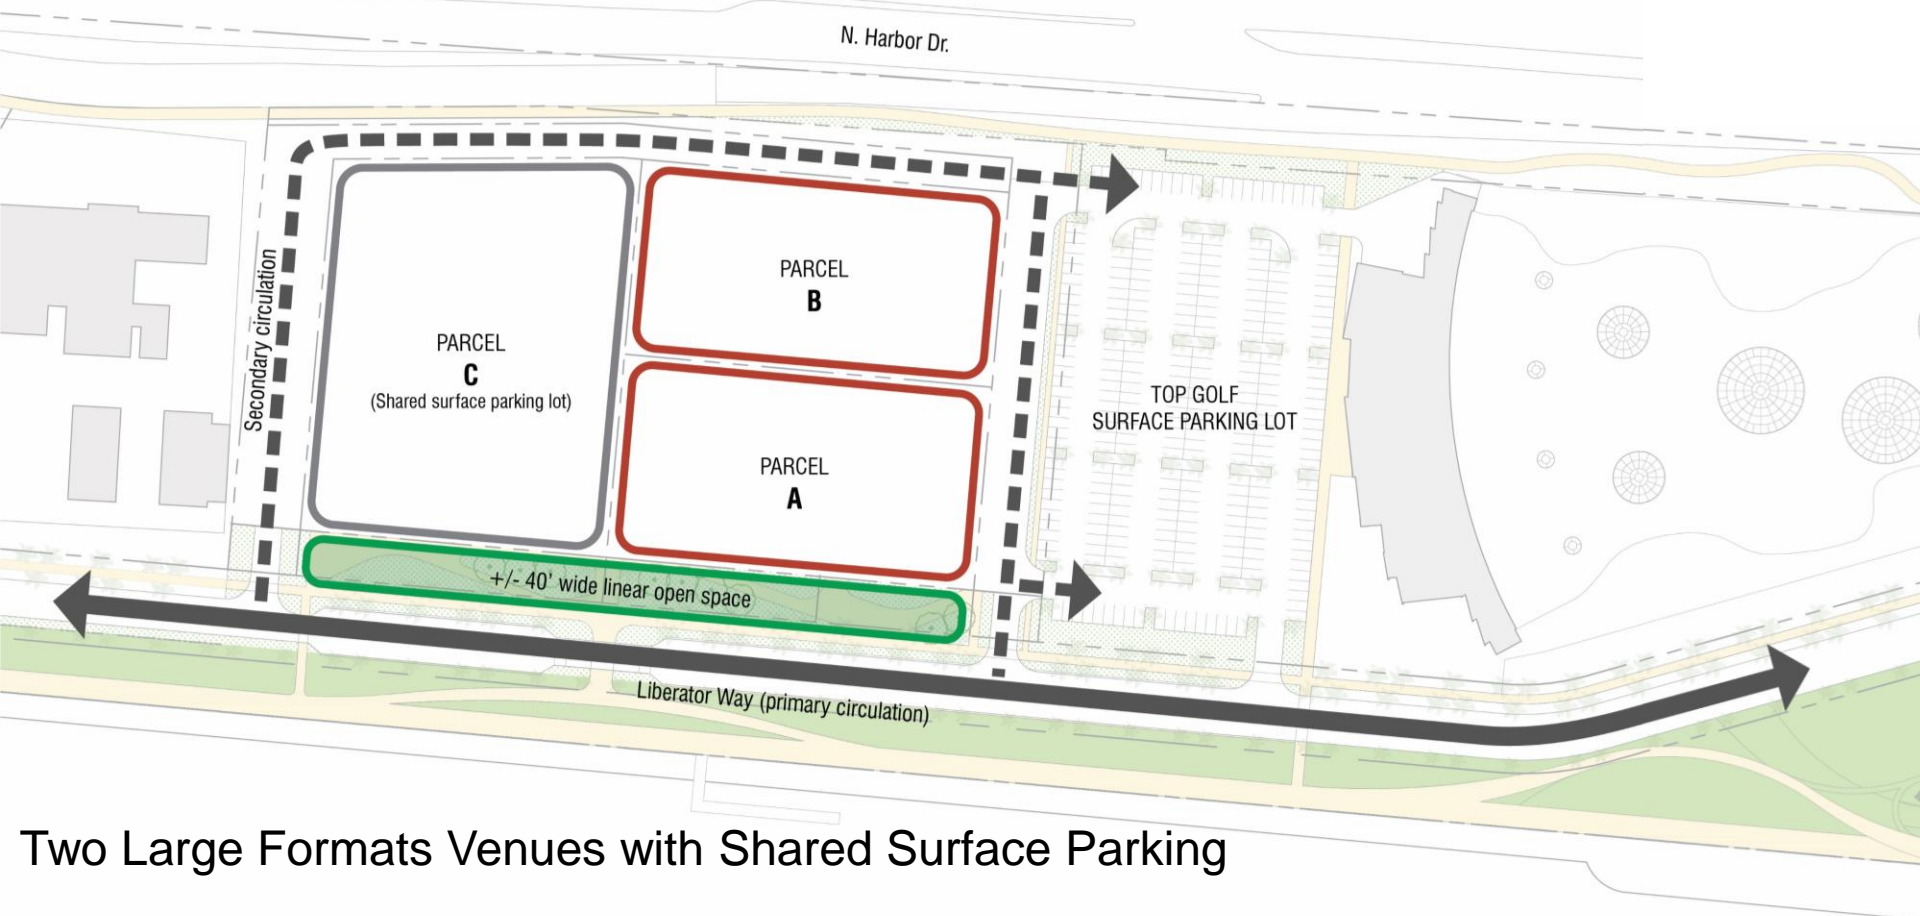 N. Harbor Dr.
Secondary circulation
PARCEL
B
PARCEL
C
(Shared surface parking lot)
PARCEL
A
TOP GOLF
SURFACE PARKING LOT
+/- 40' wide linear open space
Liberator Way (primary circulation)
Two Large Formats Venues with Shared Surface Parking